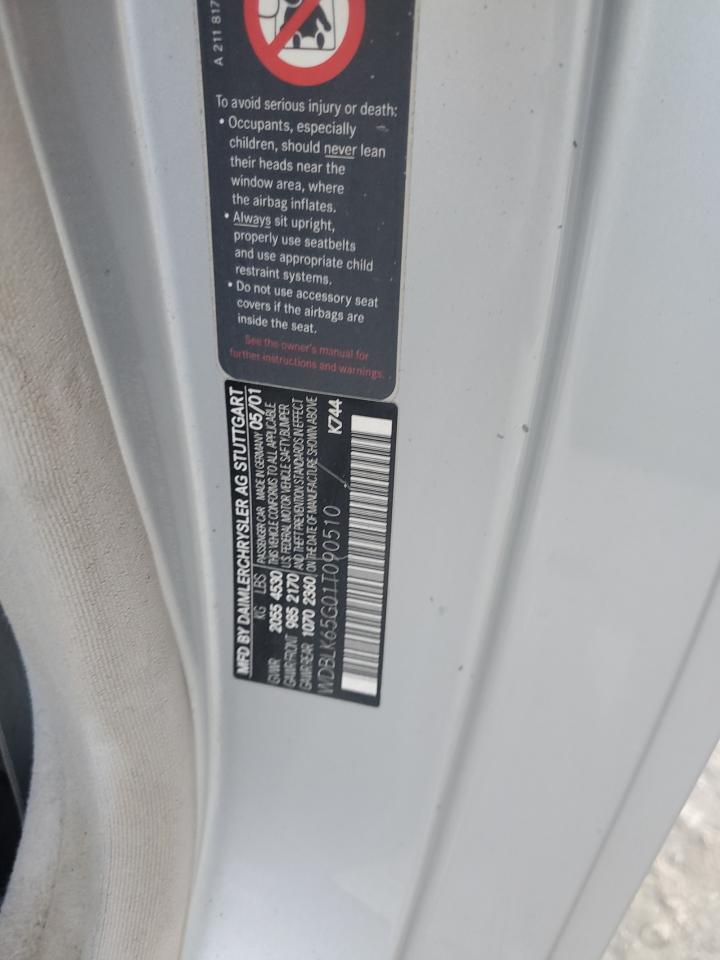 A 211 817
To avoid serious injury or death:
• Occupants, especially
children, should never lean
their heads near the
window area, where
the airbag inflates.
• Always sit upright,
properly use seatbelts
and use appropriate child
restraint systems.
• Do not use accessory seat
covers if the airbags are
inside the seat.
See the owner's manual for
further instructions and warnings.
MFD BY DAIMLERCHRYSLER AG STUTTGART
KG LBS PASSENGER CAR MADE IN GERMANY 05/01
GVWR 2055 4530 THIS VEHICLE CONFORMS TO ALL APPLICABLE
GAWR FRONT 985 2170 U.S. FEDERAL MOTOR VEHICLE SAFTY, BUMPER
GAWR REAR 1070 2360 AND THEFT PREVENTION STANDARDS IN EFFECT
ON THE DATE OF MANUFACTURE SHOWN ABOVE
WDBLK65G01T090510 K744